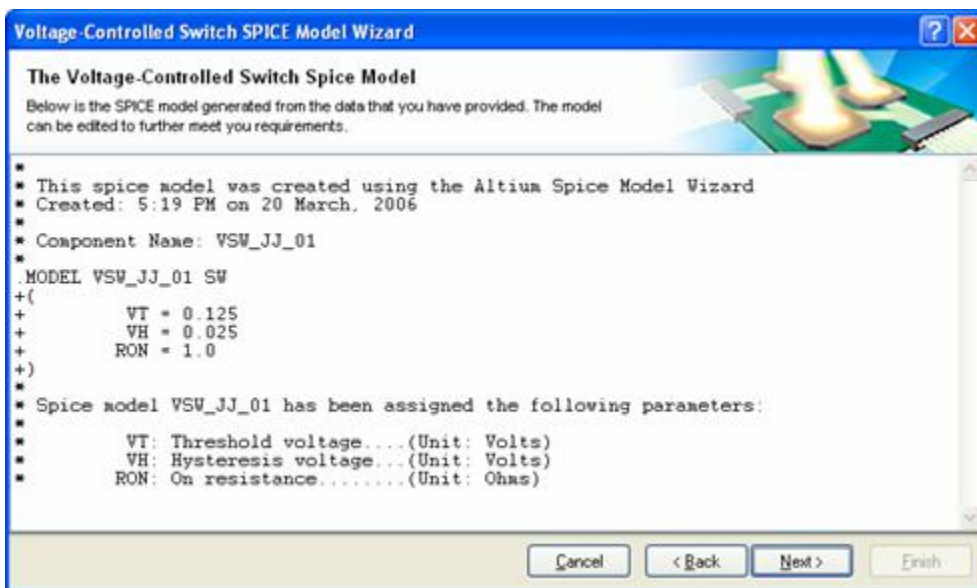 Voltage-Controlled Switch SPICE Model Wizard
The Voltage-Controlled Switch Spice Model
Below is the SPICE model generated from the data that you have provided. The model
can be edited to further meet you requirements.
*
* This spice model was created using the Altium Spice Model Wizard
* Created: 5:19 PM on 20 March, 2006
*
* Component Name: VSW_JJ_01
*
.MODEL VSW_JJ_01 SW
+(
+ VT = 0.125
+ VH = 0.025
+ RON = 1.0
+)
*
* Spice model VSW_JJ_01 has been assigned the following parameters:
*
* VT: Threshold voltage....(Unit: Volts)
* VH: Hysteresis voltage...(Unit: Volts)
* RON: On resistance........(Unit: Ohms)
Cancel
< Back
Next >
Finish